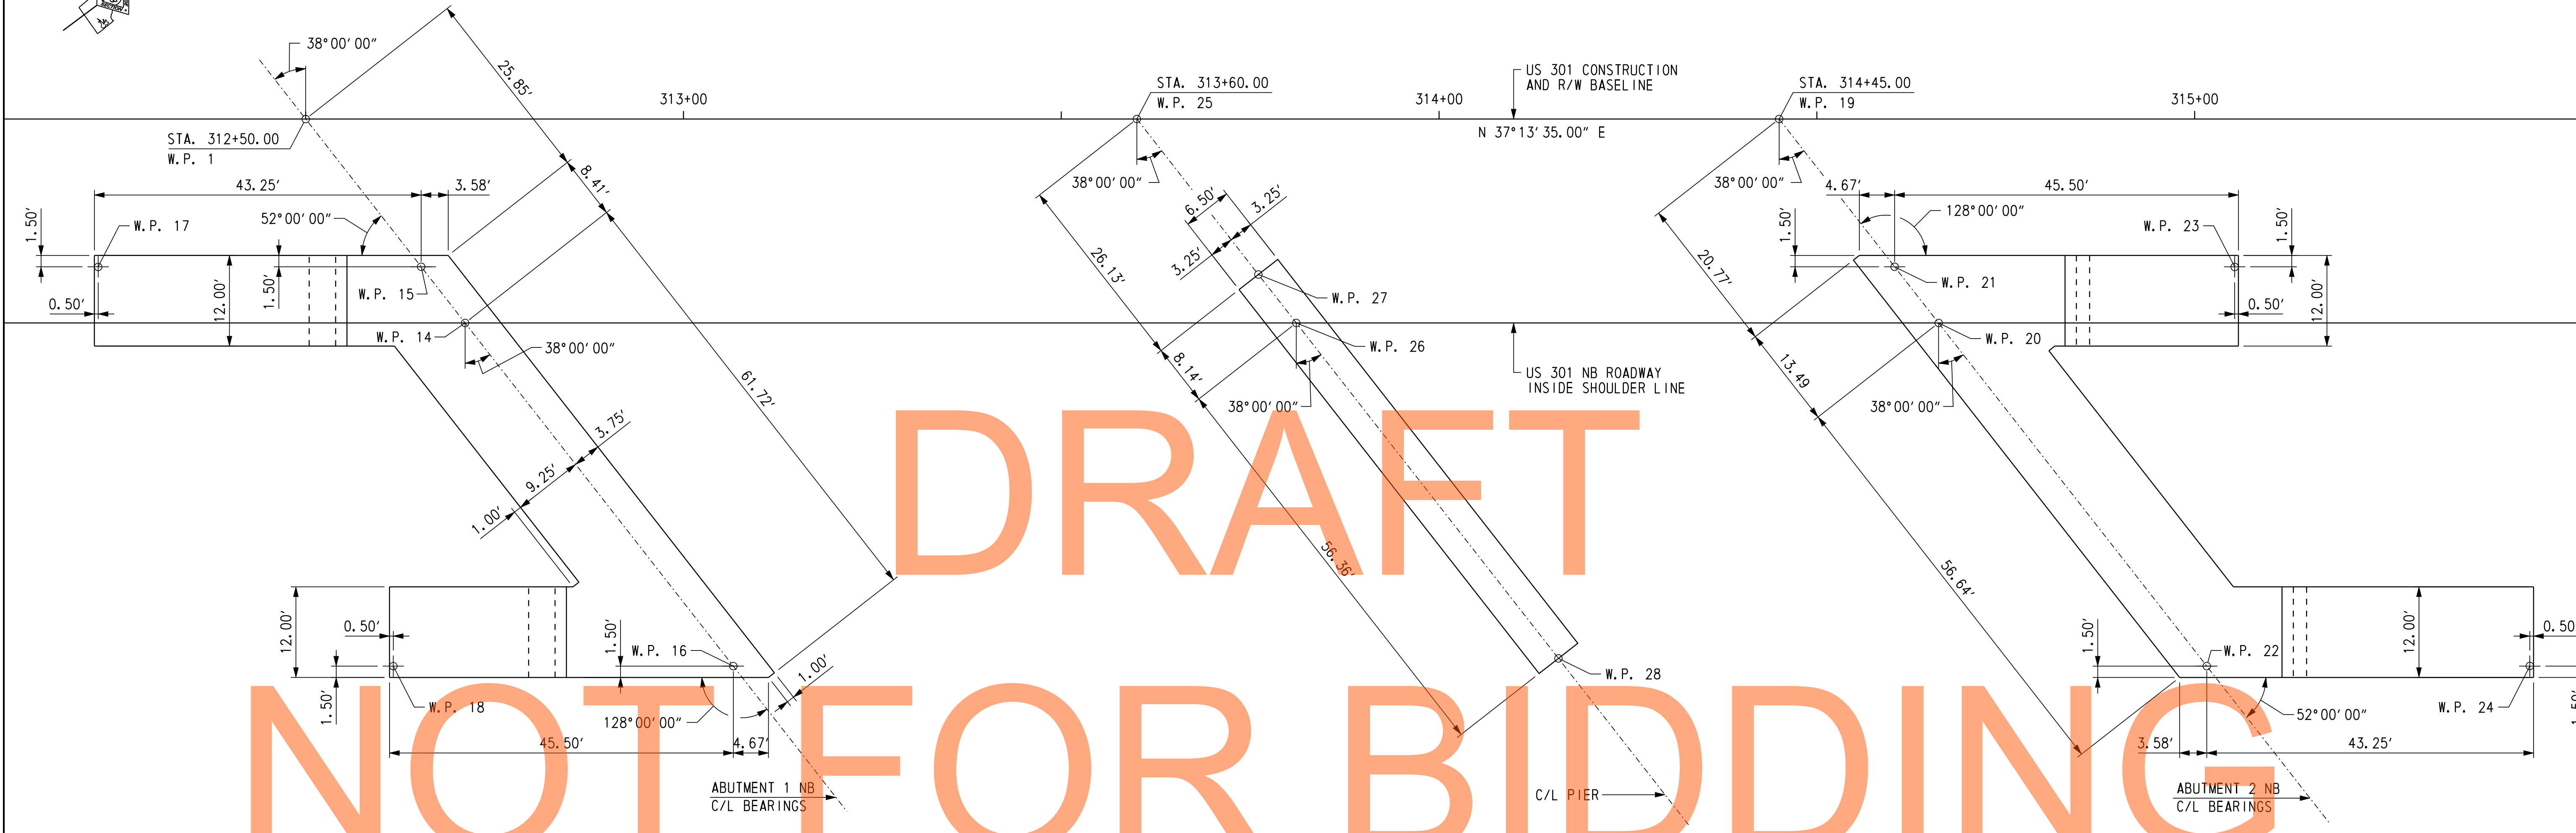 SECTION
38°00'00"
25.85'
8.41'
61.72'
STA. 312+50.00
W.P. 1
313+00
STA. 313+60.00
W.P. 25
314+00
US 301 CONSTRUCTION
AND R/W BASELINE
N 37°13'35.00" E
STA. 314+45.00
W.P. 19
315+00
43.25'
3.58'
52°00'00"
1.50'
W.P. 17
0.50'
12.00'
1.50'
W.P. 15
W.P. 14
38°00'00"
3.75'
9.25'
1.00'
12.00'
0.50'
1.50'
W.P. 18
1.50'
W.P. 16
128°00'00"
1.00'
45.50'
4.67'
ABUTMENT 1 NB
C/L BEARINGS
38°00'00"
6.50'
3.25'
3.25'
26.13'
8.14'
56.36'
W.P. 27
W.P. 26
38°00'00"
W.P. 28
C/L PIER
US 301 NB ROADWAY
INSIDE SHOULDER LINE
38°00'00"
4.67'
45.50'
128°00'00"
1.50'
W.P. 23
1.50'
W.P. 21
0.50'
12.00'
20.77'
13.49
56.64'
W.P. 20
38°00'00"
1.50'
W.P. 22
12.00'
0.50
W.P. 24
1.50'
52°00'00"
3.58'
43.25'
ABUTMENT 2 NB
C/L BEARINGS
DRAFT
NOT FOR BIDDING